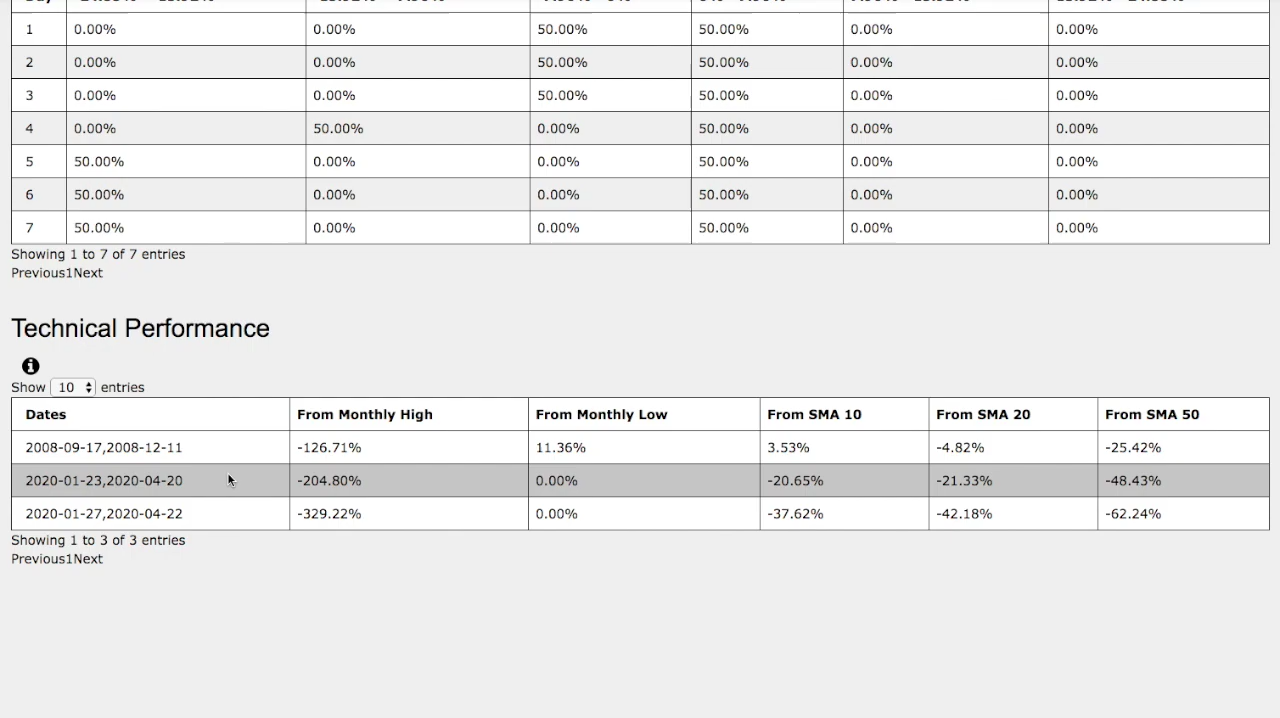 1 0.00% 0.00% 50.00% 50.00% 0.00% 0.00%
2 0.00% 0.00% 50.00% 50.00% 0.00% 0.00%
3 0.00% 0.00% 50.00% 50.00% 0.00% 0.00%
4 0.00% 50.00% 0.00% 50.00% 0.00% 0.00%
5 50.00% 0.00% 0.00% 50.00% 0.00% 0.00%
6 50.00% 0.00% 0.00% 50.00% 0.00% 0.00%
7 50.00% 0.00% 0.00% 50.00% 0.00% 0.00%
Showing 1 to 7 of 7 entries
Previous1Next
Technical Performance
Show 10 entries
Dates From Monthly High From Monthly Low From SMA 10 From SMA 20 From SMA 50
2008-09-17,2008-12-11 -126.71% 11.36% 3.53% -4.82% -25.42%
2020-01-23,2020-04-20 -204.80% 0.00% -20.65% -21.33% -48.43%
2020-01-27,2020-04-22 -329.22% 0.00% -37.62% -42.18% -62.24%
Showing 1 to 3 of 3 entries
Previous1Next